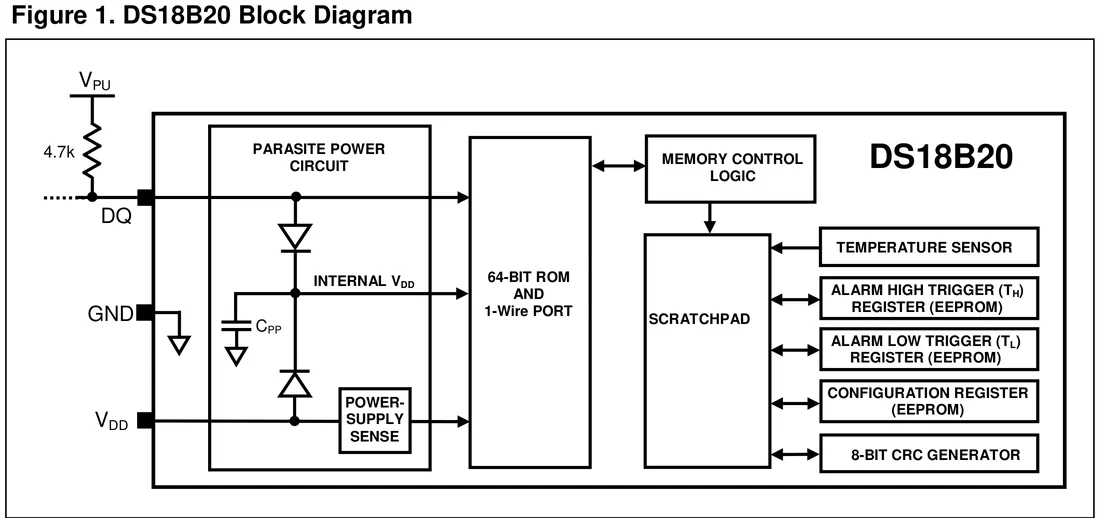 Figure 1. DS18B20 Block Diagram
VPU
4.7k
DQ
GND
VDD
PARASITE POWER
CIRCUIT
INTERNAL VDD
CPP
POWER-
SUPPLY
SENSE
64-BIT ROM
AND
1-Wire PORT
MEMORY CONTROL
LOGIC
DS18B20
SCRATCHPAD
TEMPERATURE SENSOR
ALARM HIGH TRIGGER (TH)
REGISTER (EEPROM)
ALARM LOW TRIGGER (TL)
REGISTER (EEPROM)
CONFIGURATION REGISTER
(EEPROM)
8-BIT CRC GENERATOR